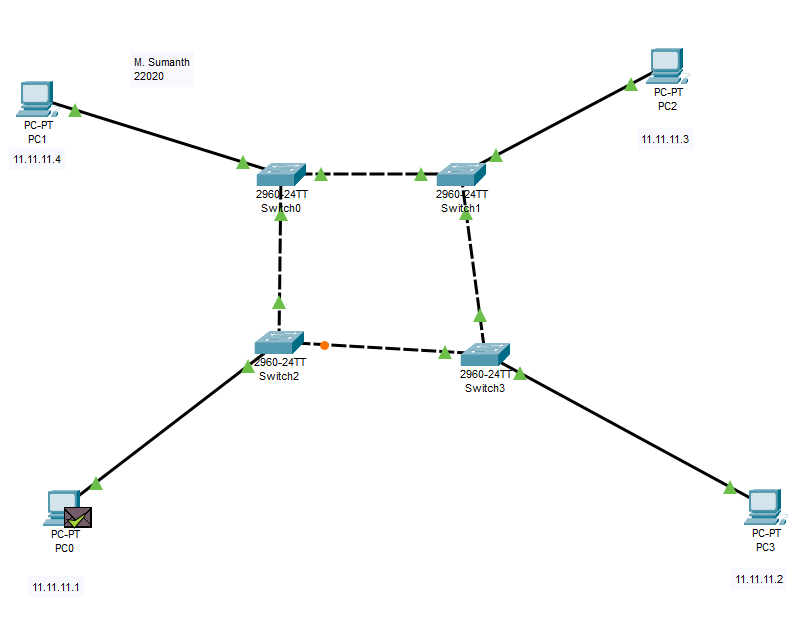 M. Sumanth
22020
PC-PT
PC1
11.11.11.4
PC-PT
PC2
11.11.11.3
2960-24TT
Switch0
2960-24TT
Switch1
2960-24TT
Switch2
2960-24TT
Switch3
PC-PT
PC0
11.11.11.1
PC-PT
PC3
11.11.11.2